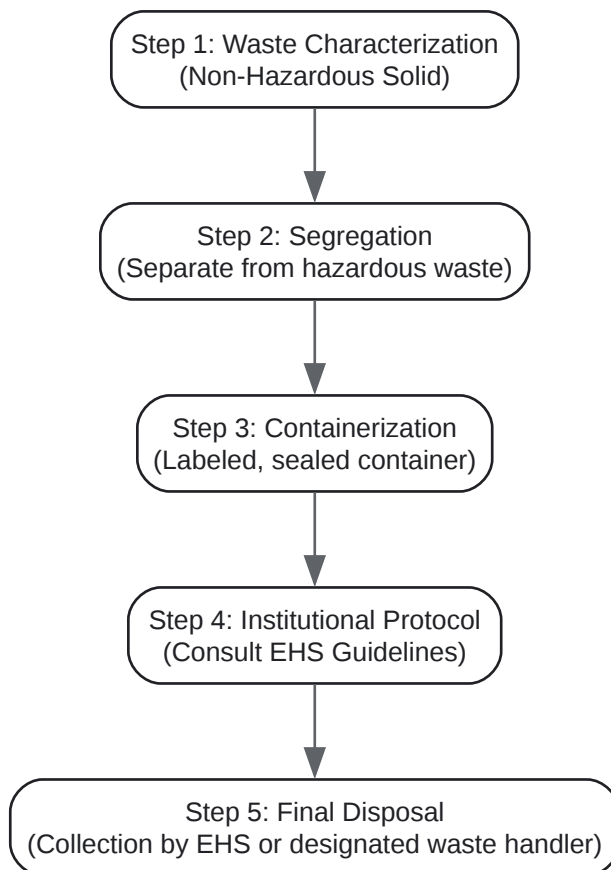 Step 1: Waste Characterization
(Non-Hazardous Solid)
Step 2: Segregation
(Separate from hazardous waste)
Step 3: Containerization
(Labeled, sealed container)
Step 4: Institutional Protocol
(Consult EHS Guidelines)
Step 5: Final Disposal
(Collection by EHS or designated waste handler)